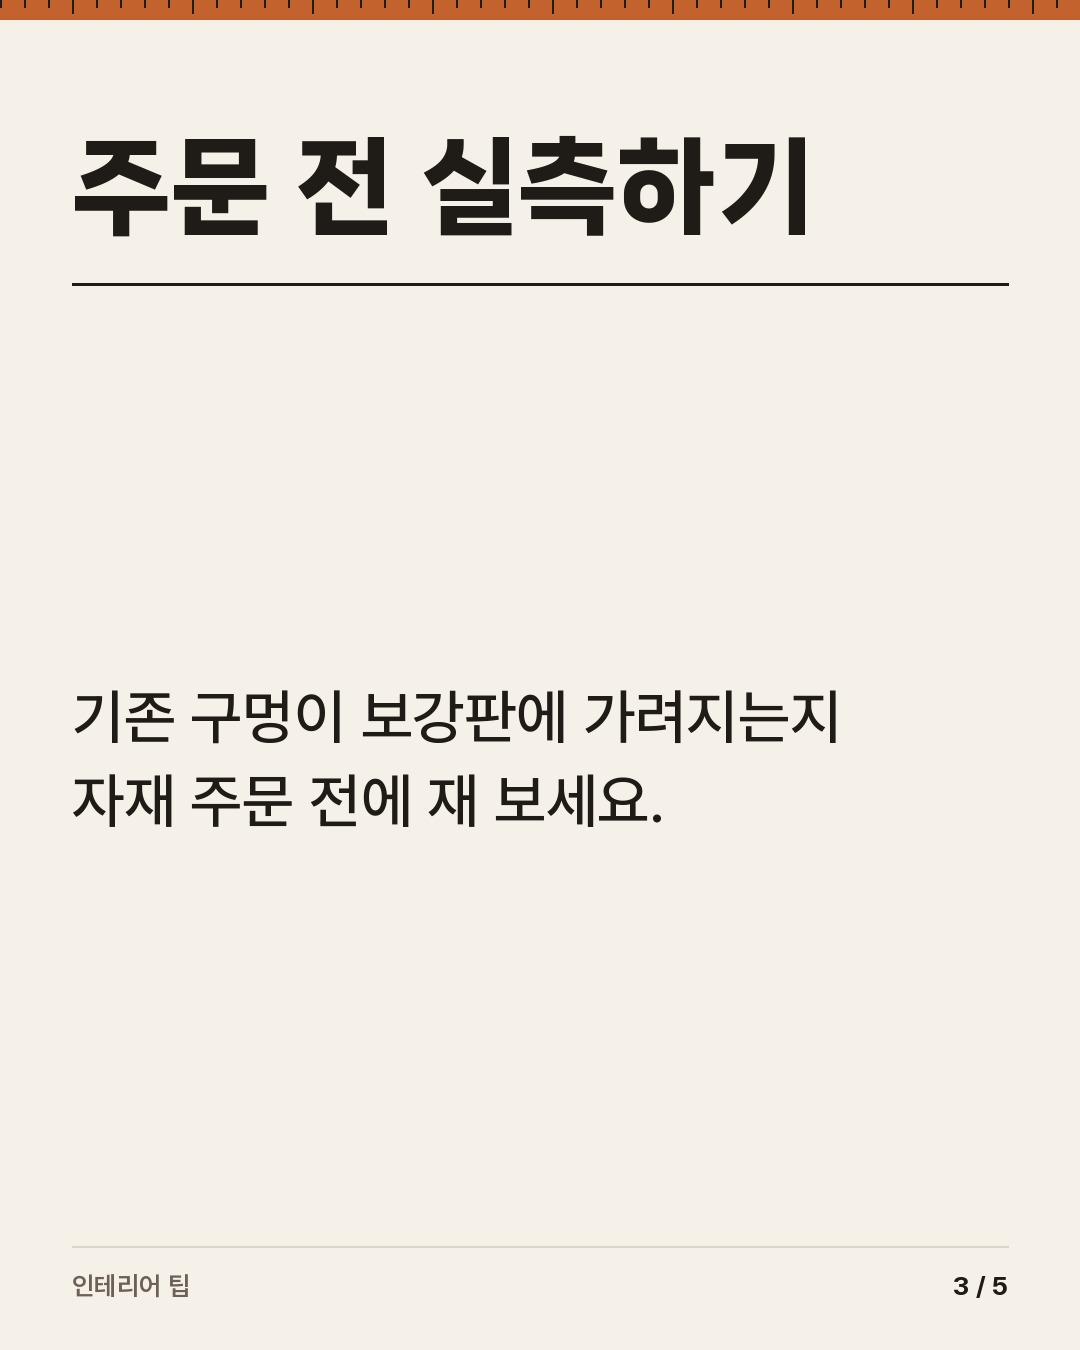 주문 전 실측하기
기존 구멍이 보강판에 가려지는지
자재 주문 전에 재 보세요.
인테리어 팁
3 / 5